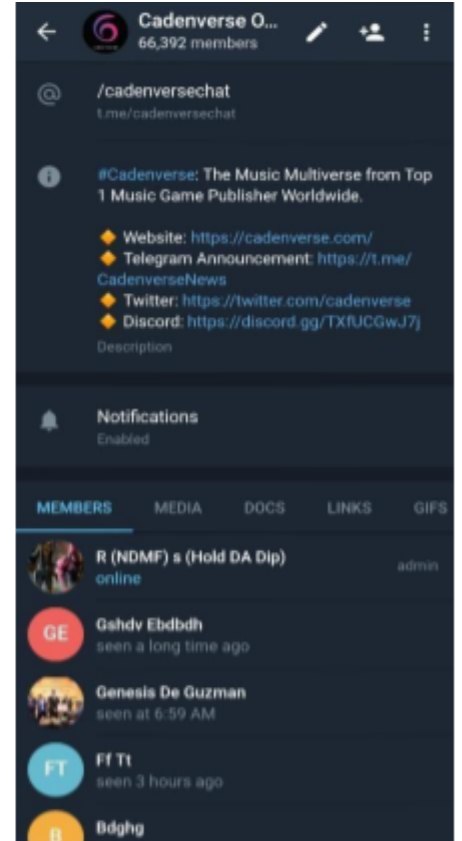 Cadenverse O...
66,392 members
@
/cadenversechat
t.me/cadenversechat
#Cadenverse: The Music Multiverse from Top
1 Music Game Publisher Worldwide.
🔶 Website: https://cadenverse.com/
🔶 Telegram Announcement: https://t.me/
CadenverseNews
🔶 Twitter: https://twitter.com/cadenverse
🔶 Discord: https://discord.gg/TXfUCGwJ7j
Description
Notifications
Enabled
MEMBERS MEDIA DOCS LINKS GIFS
R (NDMF) s (Hold DA Dip) admin
online
GE
Gshdv Ebdbdh
seen a long time ago
Genesis De Guzman
seen at 6:59 AM
FT
Ff Tt
seen 3 hours ago
B
Bdghg